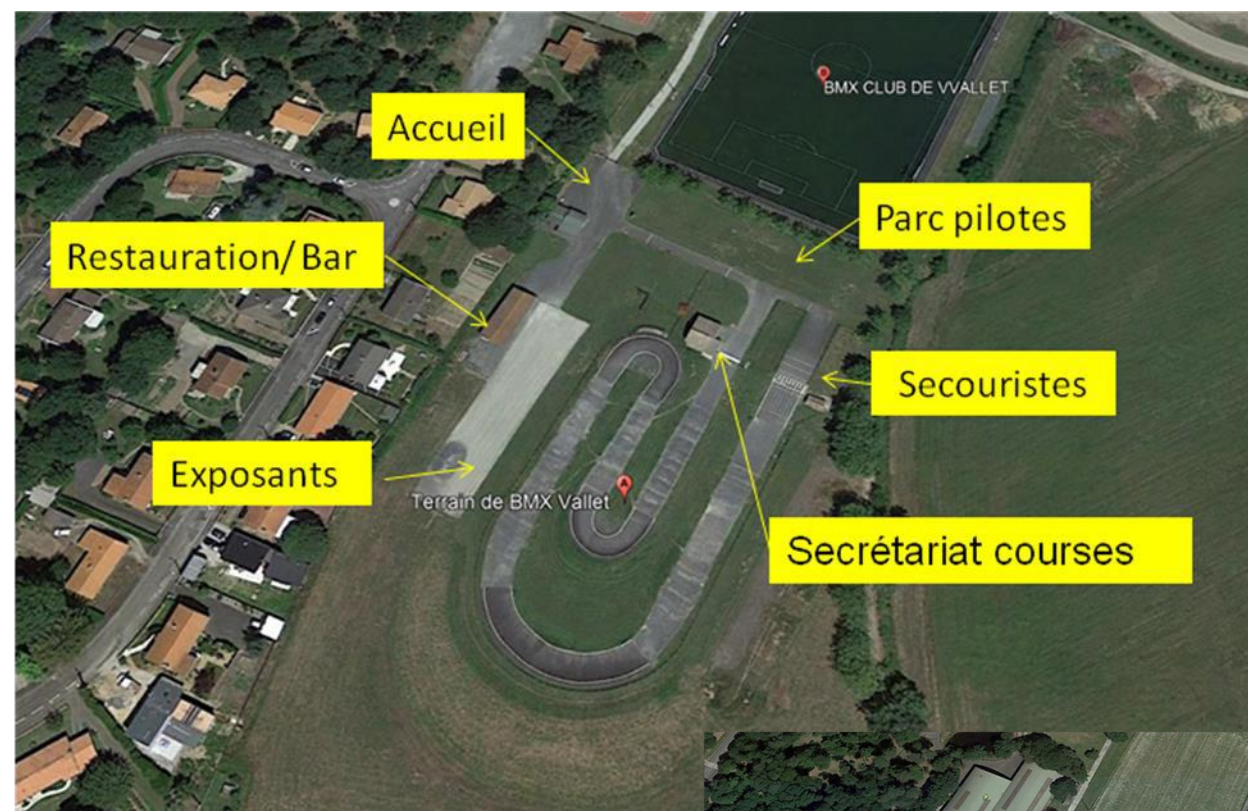 BMX CLUB DE VVALLET
Accueil
Parc pilotes
Restauration/Bar
Secouristes
Exposants
Terrain de BMX Vallet
A
Secrétariat courses